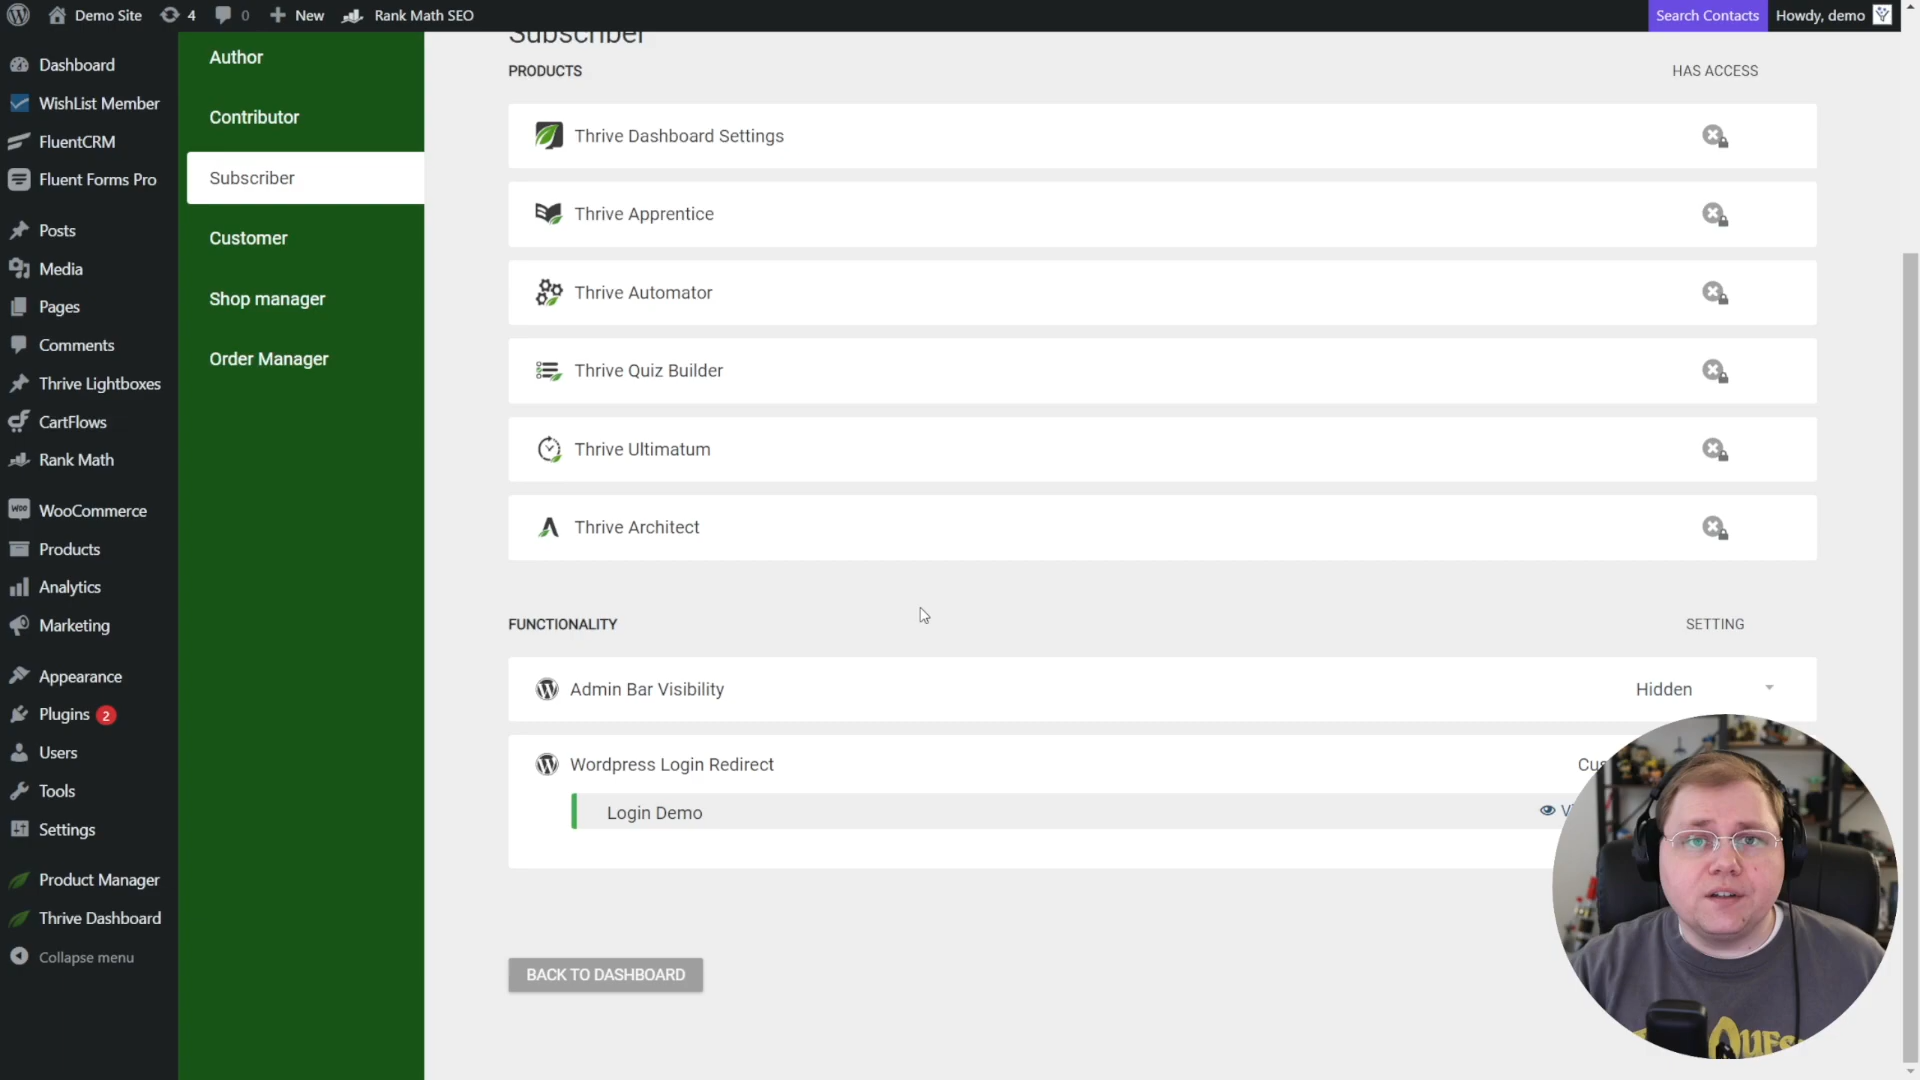 Demo Site
4
0
New
Rank Math SEO
Search Contacts
Howdy, demo
Dashboard
WishList Member
FluentCRM
Fluent Forms Pro
Posts
Media
Pages
Comments
Thrive Lightboxes
CartFlows
Rank Math
WooCommerce
Products
Analytics
Marketing
Appearance
Plugins 2
Users
Tools
Settings
Product Manager
Thrive Dashboard
Collapse menu
Author
Contributor
Subscriber
Customer
Shop manager
Order Manager
Subscriber
PRODUCTS
HAS ACCESS
Thrive Dashboard Settings
Thrive Apprentice
Thrive Automator
Thrive Quiz Builder
Thrive Ultimatum
Thrive Architect
FUNCTIONALITY
SETTING
Admin Bar Visibility
Hidden
Wordpress Login Redirect
Login Demo
BACK TO DASHBOARD